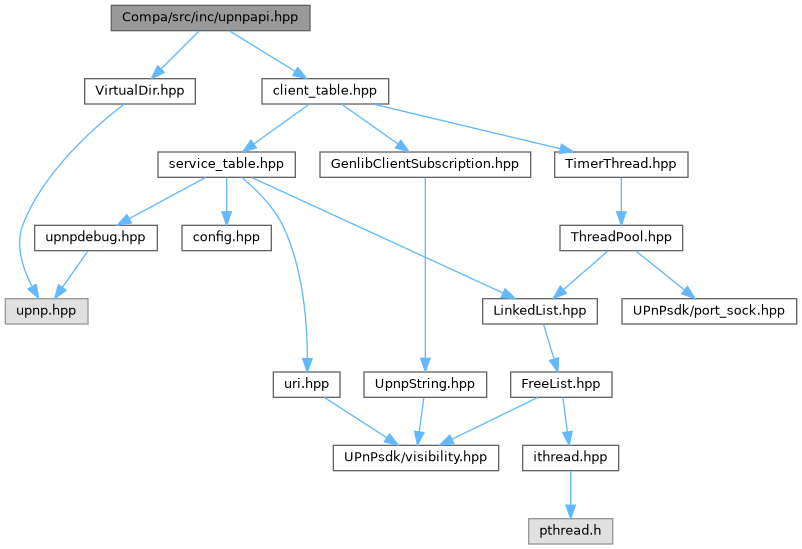 Compa/src/inc/upnpapi.hpp
VirtualDir.hpp
client_table.hpp
service_table.hpp
GenlibClientSubscription.hpp
TimerThread.hpp
upnpdebug.hpp
config.hpp
ThreadPool.hpp
upnp.hpp
LinkedList.hpp
UPnPsdk/port_sock.hpp
uri.hpp
UpnpString.hpp
FreeList.hpp
UPnPsdk/visibility.hpp
ithread.hpp
pthread.h